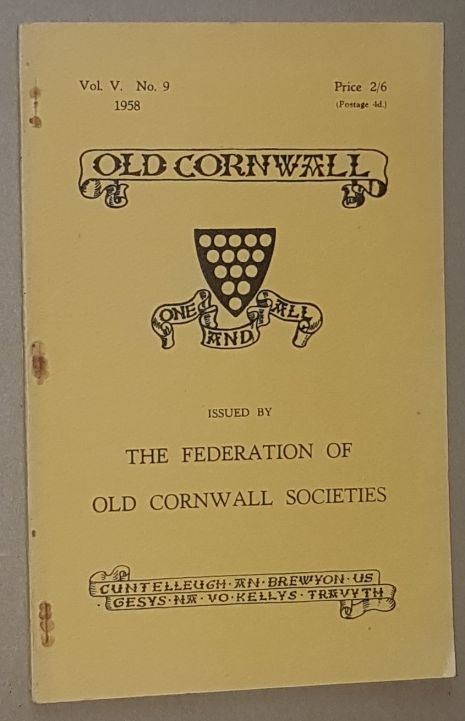 Vol. V. No. 9 Price 2/6
1958 (Postage 4d.)
OLD CORNWALL
ONE AND ALL
ISSUED BY
THE FEDERATION OF
OLD CORNWALL SOCIETIES
CUNTELLEUGH · AN · BREWYON · US
· GESYS · NA · VO · KELLYS · TRAVYTH ·